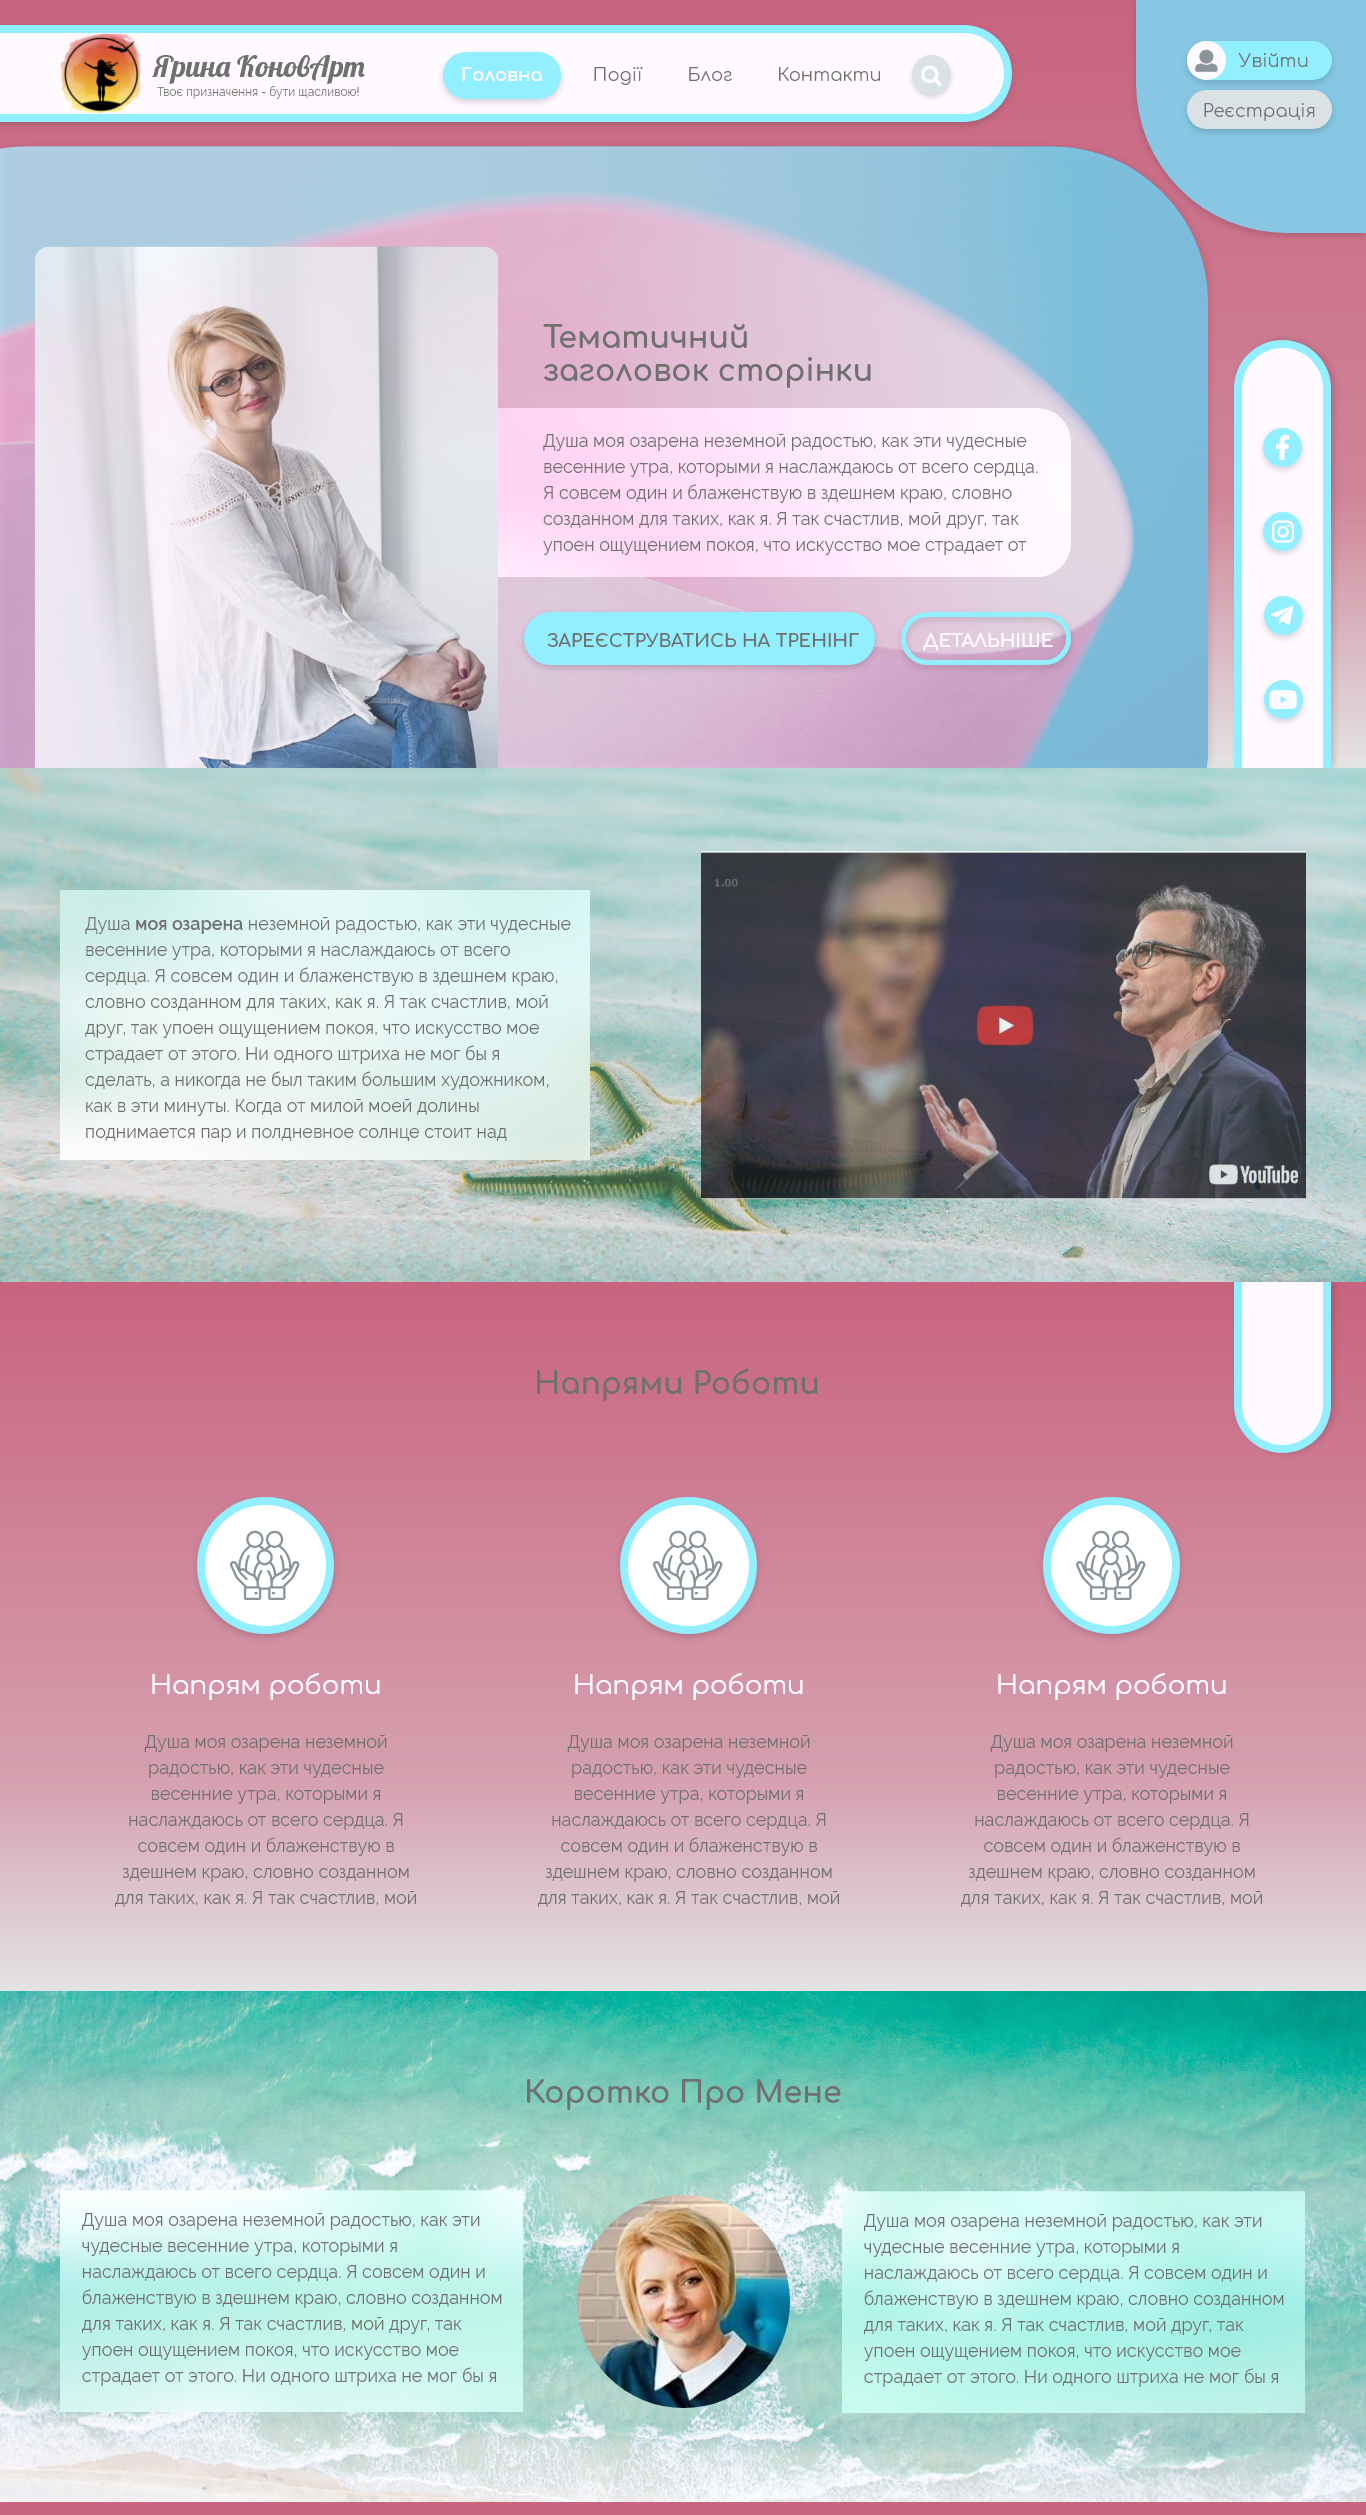 Ярина КоновАрт
Твоє призначення - бути щасливою!
Головна
Події
Блог
Контакти
Увійти
Реєстрація
Тематичний
заголовок сторінки
Душа моя озарена неземной радостью, как эти чудесные
весенние утра, которыми я наслаждаюсь от всего сердца.
Я совсем один и блаженствую в здешнем краю, словно
созданном для таких, как я. Я так счастлив, мой друг, так
упоен ощущением покоя, что искусство мое страдает от
ЗАРЕЄСТРУВАТИСЬ НА ТРЕНІНГ
ДЕТАЛЬНІШЕ
Душа моя озарена неземной радостью, как эти чудесные
весенние утра, которыми я наслаждаюсь от всего
сердца. Я совсем один и блаженствую в здешнем краю,
словно созданном для таких, как я. Я так счастлив, мой
друг, так упоен ощущением покоя, что искусство мое
страдает от этого. Ни одного штриха не мог бы я
сделать, а никогда не был таким большим художником,
как в эти минуты. Когда от милой моей долины
поднимается пар и полдневное солнце стоит над
1.00
YouTube
Напрями Роботи
Напрям роботи
Душа моя озарена неземной
радостью, как эти чудесные
весенние утра, которыми я
наслаждаюсь от всего сердца. Я
совсем один и блаженствую в
здешнем краю, словно созданном
для таких, как я. Я так счастлив, мой
Напрям роботи
Душа моя озарена неземной
радостью, как эти чудесные
весенние утра, которыми я
наслаждаюсь от всего сердца. Я
совсем один и блаженствую в
здешнем краю, словно созданном
для таких, как я. Я так счастлив, мой
Напрям роботи
Душа моя озарена неземной
радостью, как эти чудесные
весенние утра, которыми я
наслаждаюсь от всего сердца. Я
совсем один и блаженствую в
здешнем краю, словно созданном
для таких, как я. Я так счастлив, мой
Коротко Про Мене
Душа моя озарена неземной радостью, как эти
чудесные весенние утра, которыми я
наслаждаюсь от всего сердца. Я совсем один и
блаженствую в здешнем краю, словно созданном
для таких, как я. Я так счастлив, мой друг, так
упоен ощущением покоя, что искусство мое
страдает от этого. Ни одного штриха не мог бы я
Душа моя озарена неземной радостью, как эти
чудесные весенние утра, которыми я
наслаждаюсь от всего сердца. Я совсем один и
блаженствую в здешнем краю, словно созданном
для таких, как я. Я так счастлив, мой друг, так
упоен ощущением покоя, что искусство мое
страдает от этого. Ни одного штриха не мог бы я